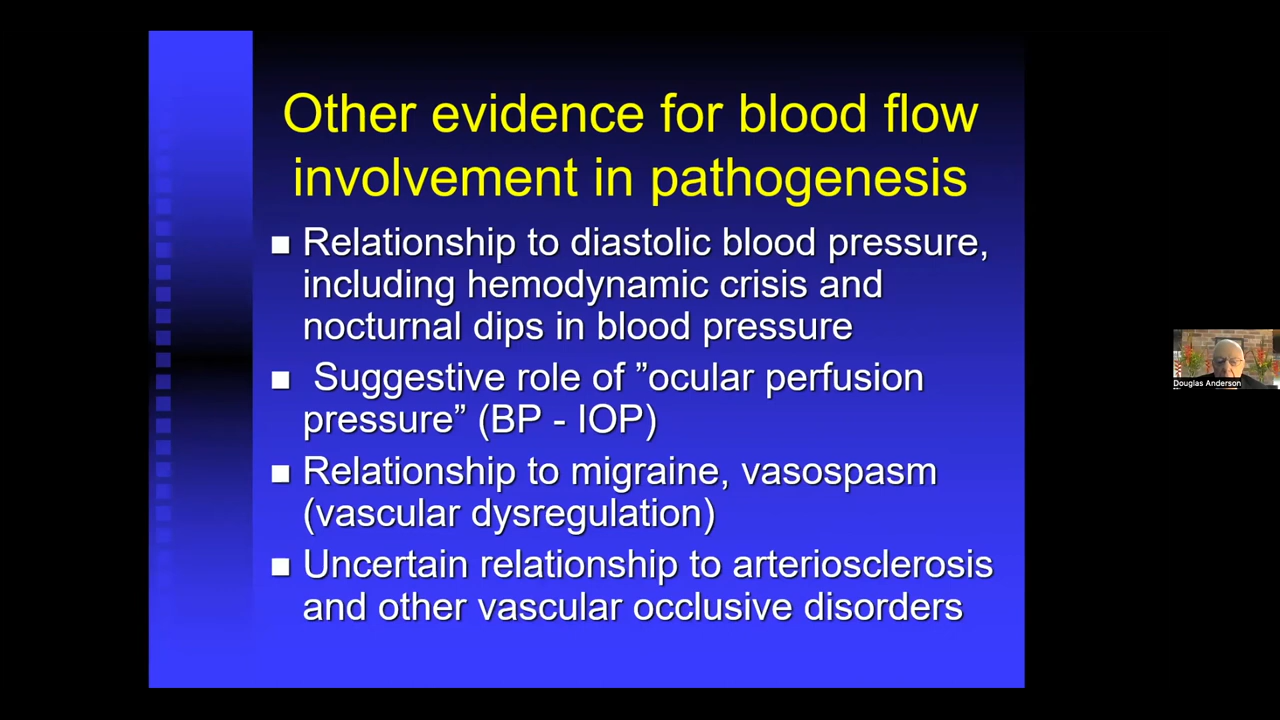 Other evidence for blood flow
involvement in pathogenesis
Relationship to diastolic blood pressure,
including hemodynamic crisis and
nocturnal dips in blood pressure
Suggestive role of ”ocular perfusion
pressure” (BP - IOP)
Relationship to migraine, vasospasm
(vascular dysregulation)
Uncertain relationship to arteriosclerosis
and other vascular occlusive disorders
Douglas Anderson